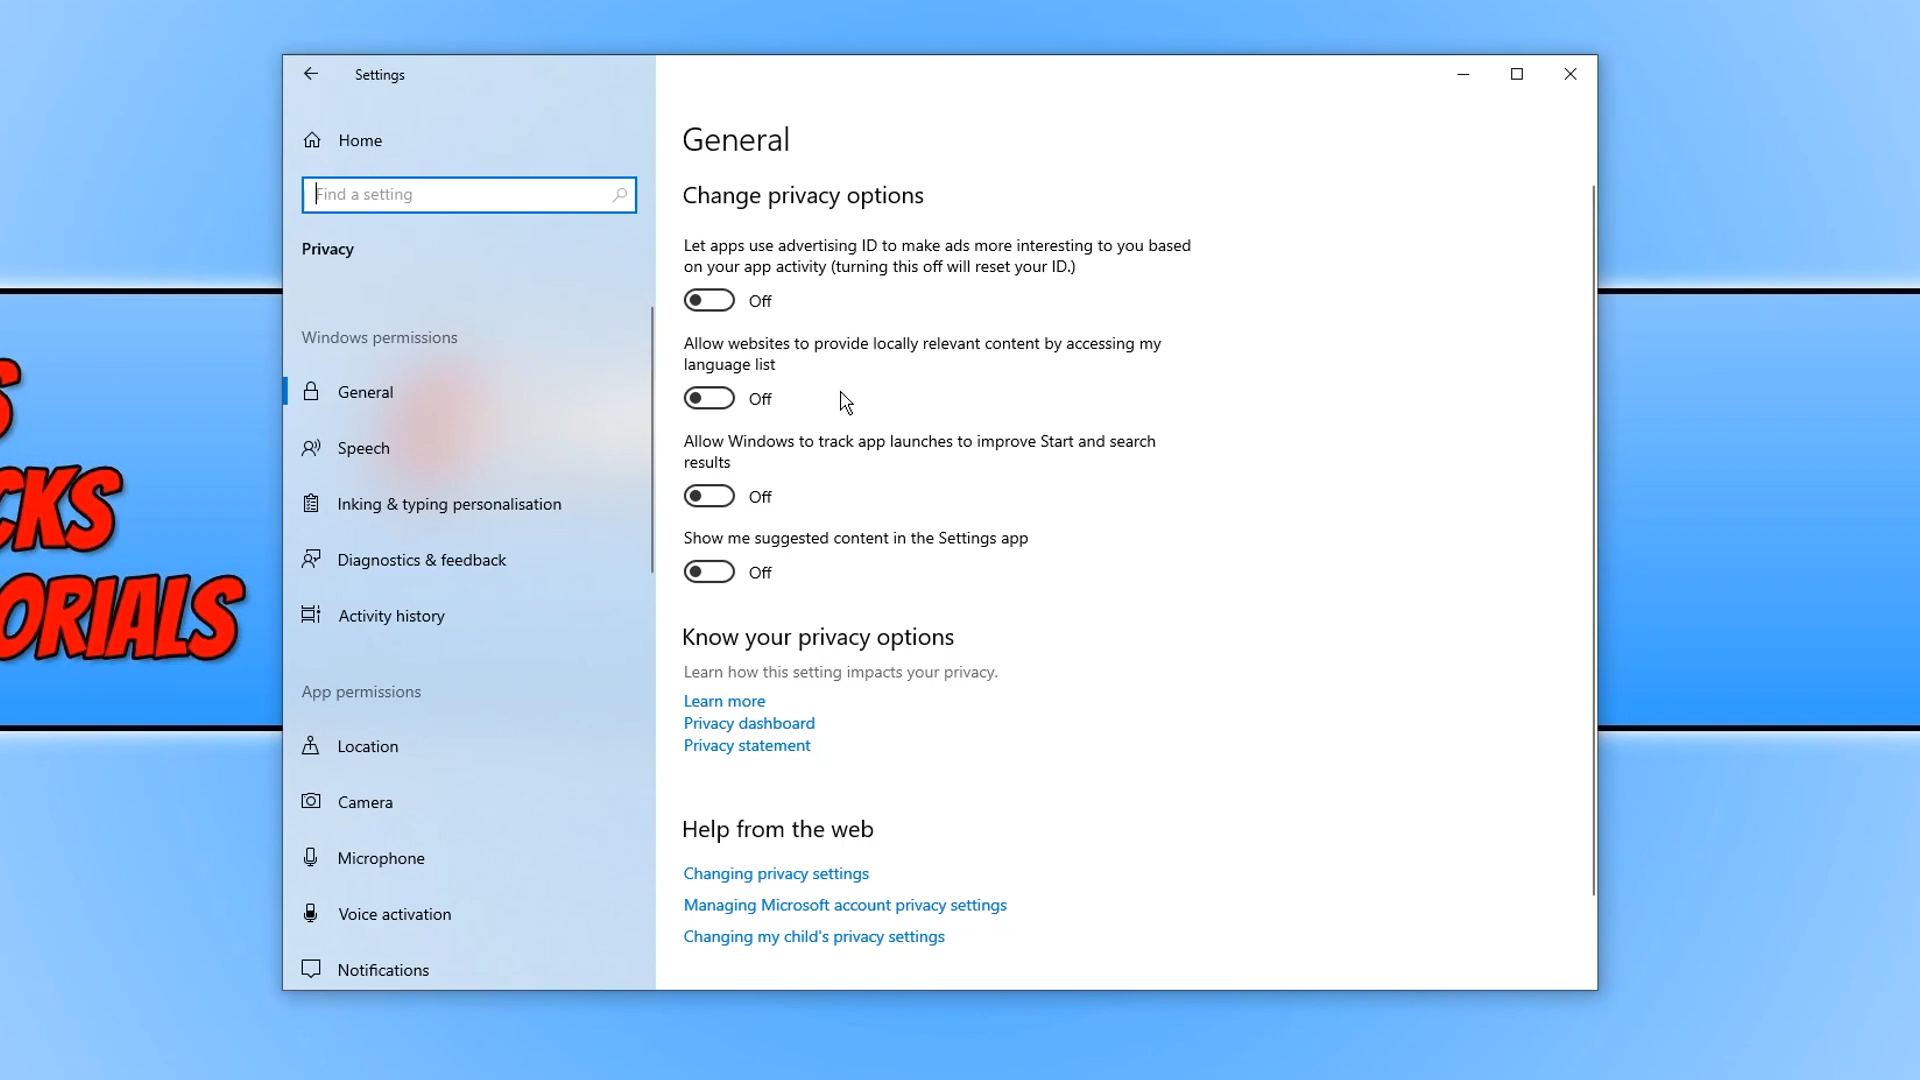 Settings
Home
Find a setting
Privacy
Windows permissions
General
Speech
Inking & typing personalisation
Diagnostics & feedback
Activity history
App permissions
Location
Camera
Microphone
Voice activation
Notifications
General
Change privacy options
Let apps use advertising ID to make ads more interesting to you based
on your app activity (turning this off will reset your ID.)
Off
Allow websites to provide locally relevant content by accessing my
language list
Off
Allow Windows to track app launches to improve Start and search
results
Off
Show me suggested content in the Settings app
Off
Know your privacy options
Learn how this setting impacts your privacy.
Learn more
Privacy dashboard
Privacy statement
Help from the web
Changing privacy settings
Managing Microsoft account privacy settings
Changing my child's privacy settings